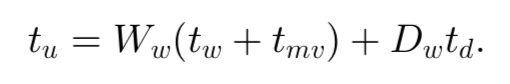 t_u = W_w(t_w + t_{mv}) + D_w t_d.